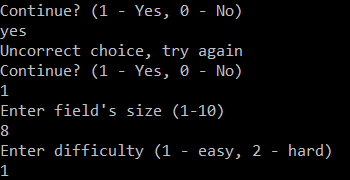 Continue? (1 - Yes, 0 - No)
yes
Uncorrect choice, try again
Continue? (1 - Yes, 0 - No)
1
Enter field's size (1-10)
8
Enter difficulty (1 - easy, 2 - hard)
1